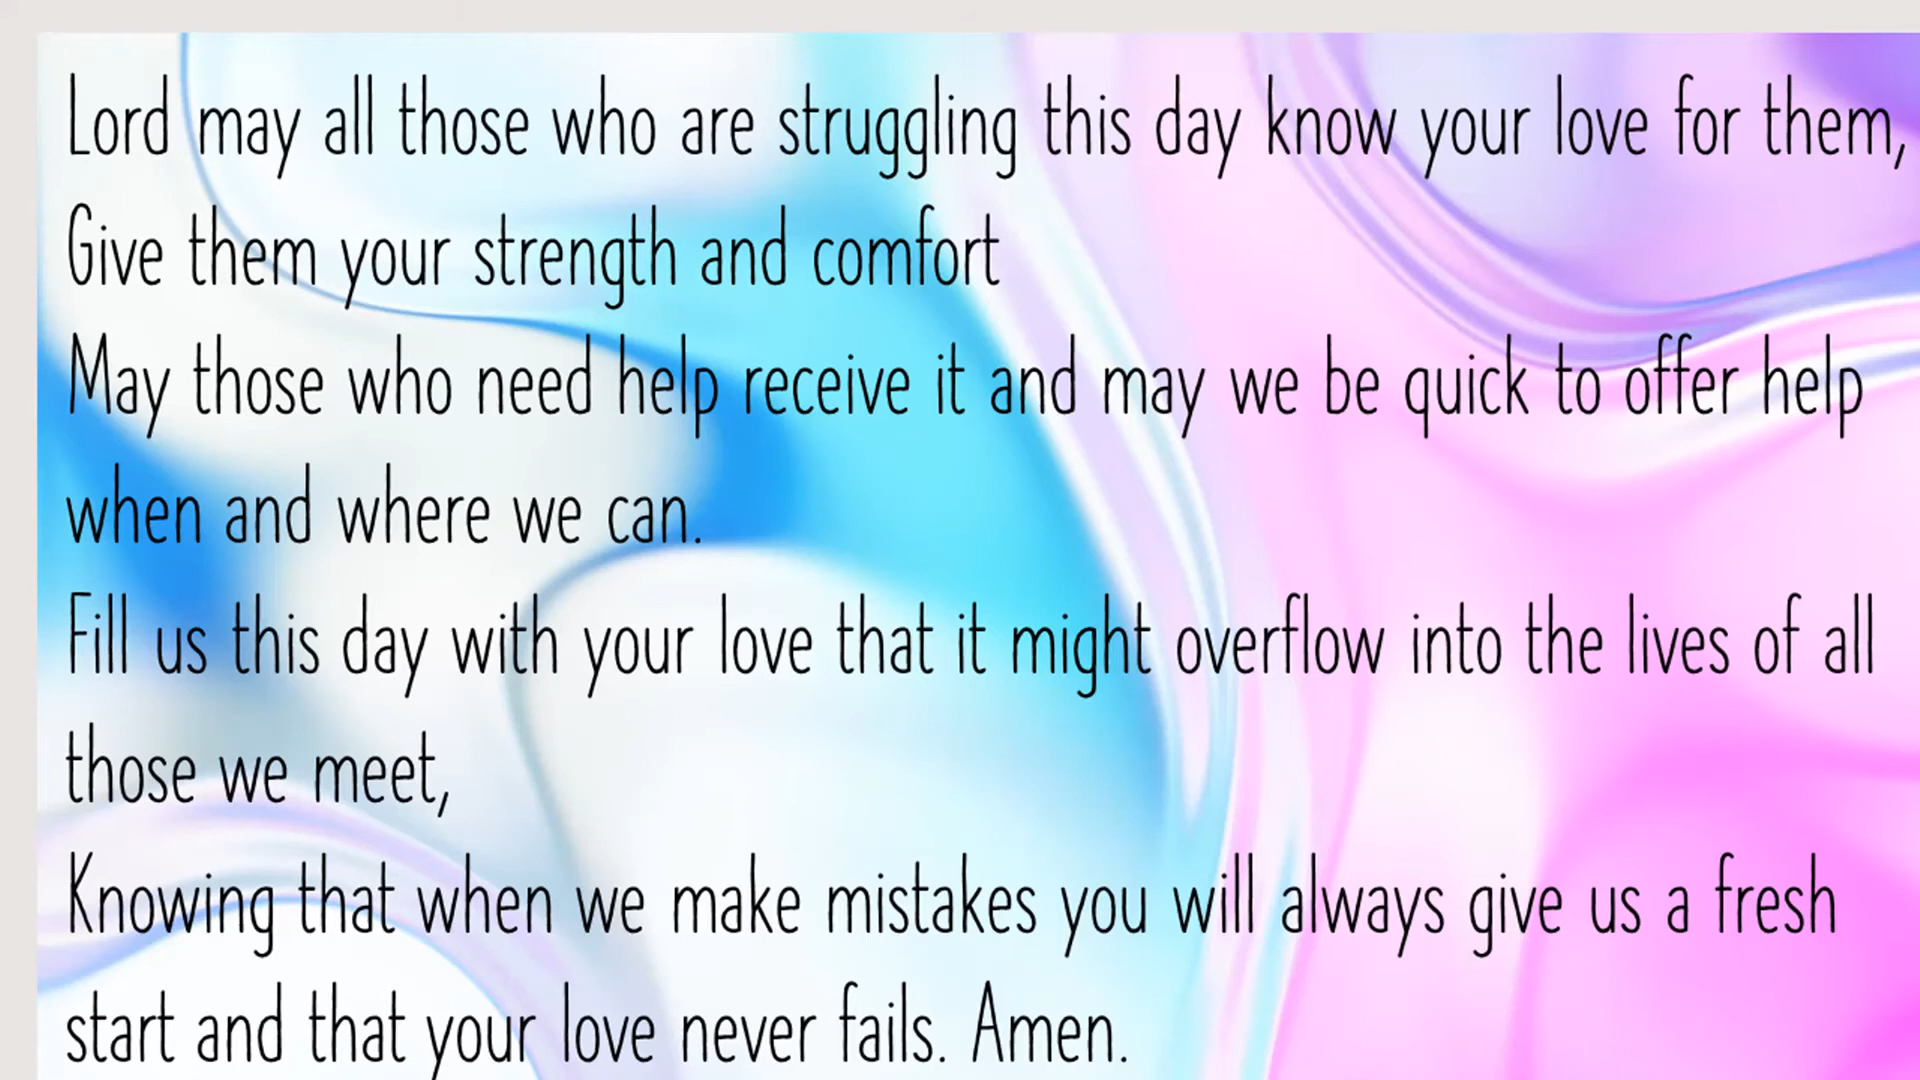 Lord may all those who are struggling this day know your love for them,
Give them your strength and comfort
May those who need help receive it and may we be quick to offer help
when and where we can.
Fill us this day with your love that it might overflow into the lives of all
those we meet,
Knowing that when we make mistakes you will always give us a fresh
start and that your love never fails. Amen.